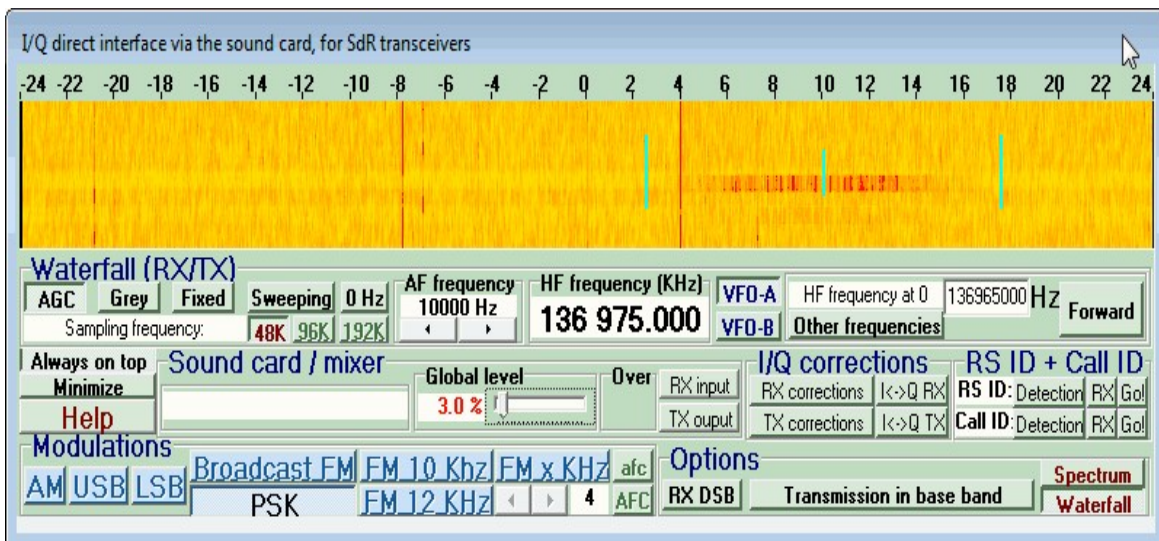 I/Q direct interface via the sound card, for SdR transceivers
-24 -22 -20 -18 -16 -14 -12 -10 -8 -6 -4 -2 0 2 4 6 8 10 12 14 16 18 20 22 24
Waterfall (RX/TX)
AGC Grey Fixed Sweeping 0 Hz
Sampling frequency: 48K 96K 192K
AF frequency
10000 Hz
HF frequency (KHz)
136 975.000
VFO-A
VFO-B
HF frequency at 0 136965000 Hz
Other frequencies
Forward
Always on top
Minimize
Help
Sound card / mixer
Global level
3.0 %
Over
RX input
TX ouput
I/Q corrections
RX corrections I<->Q RX
TX corrections I<->Q TX
RS ID + Call ID
RS ID: Detection RX Go!
Call ID: Detection RX Go!
Modulations
AM USB LSB
Broadcast FM FM 10 Khz FM x KHz afc
PSK FM 12 KHz 4 AFC
Options
RX DSB Transmission in base band
Spectrum
Waterfall